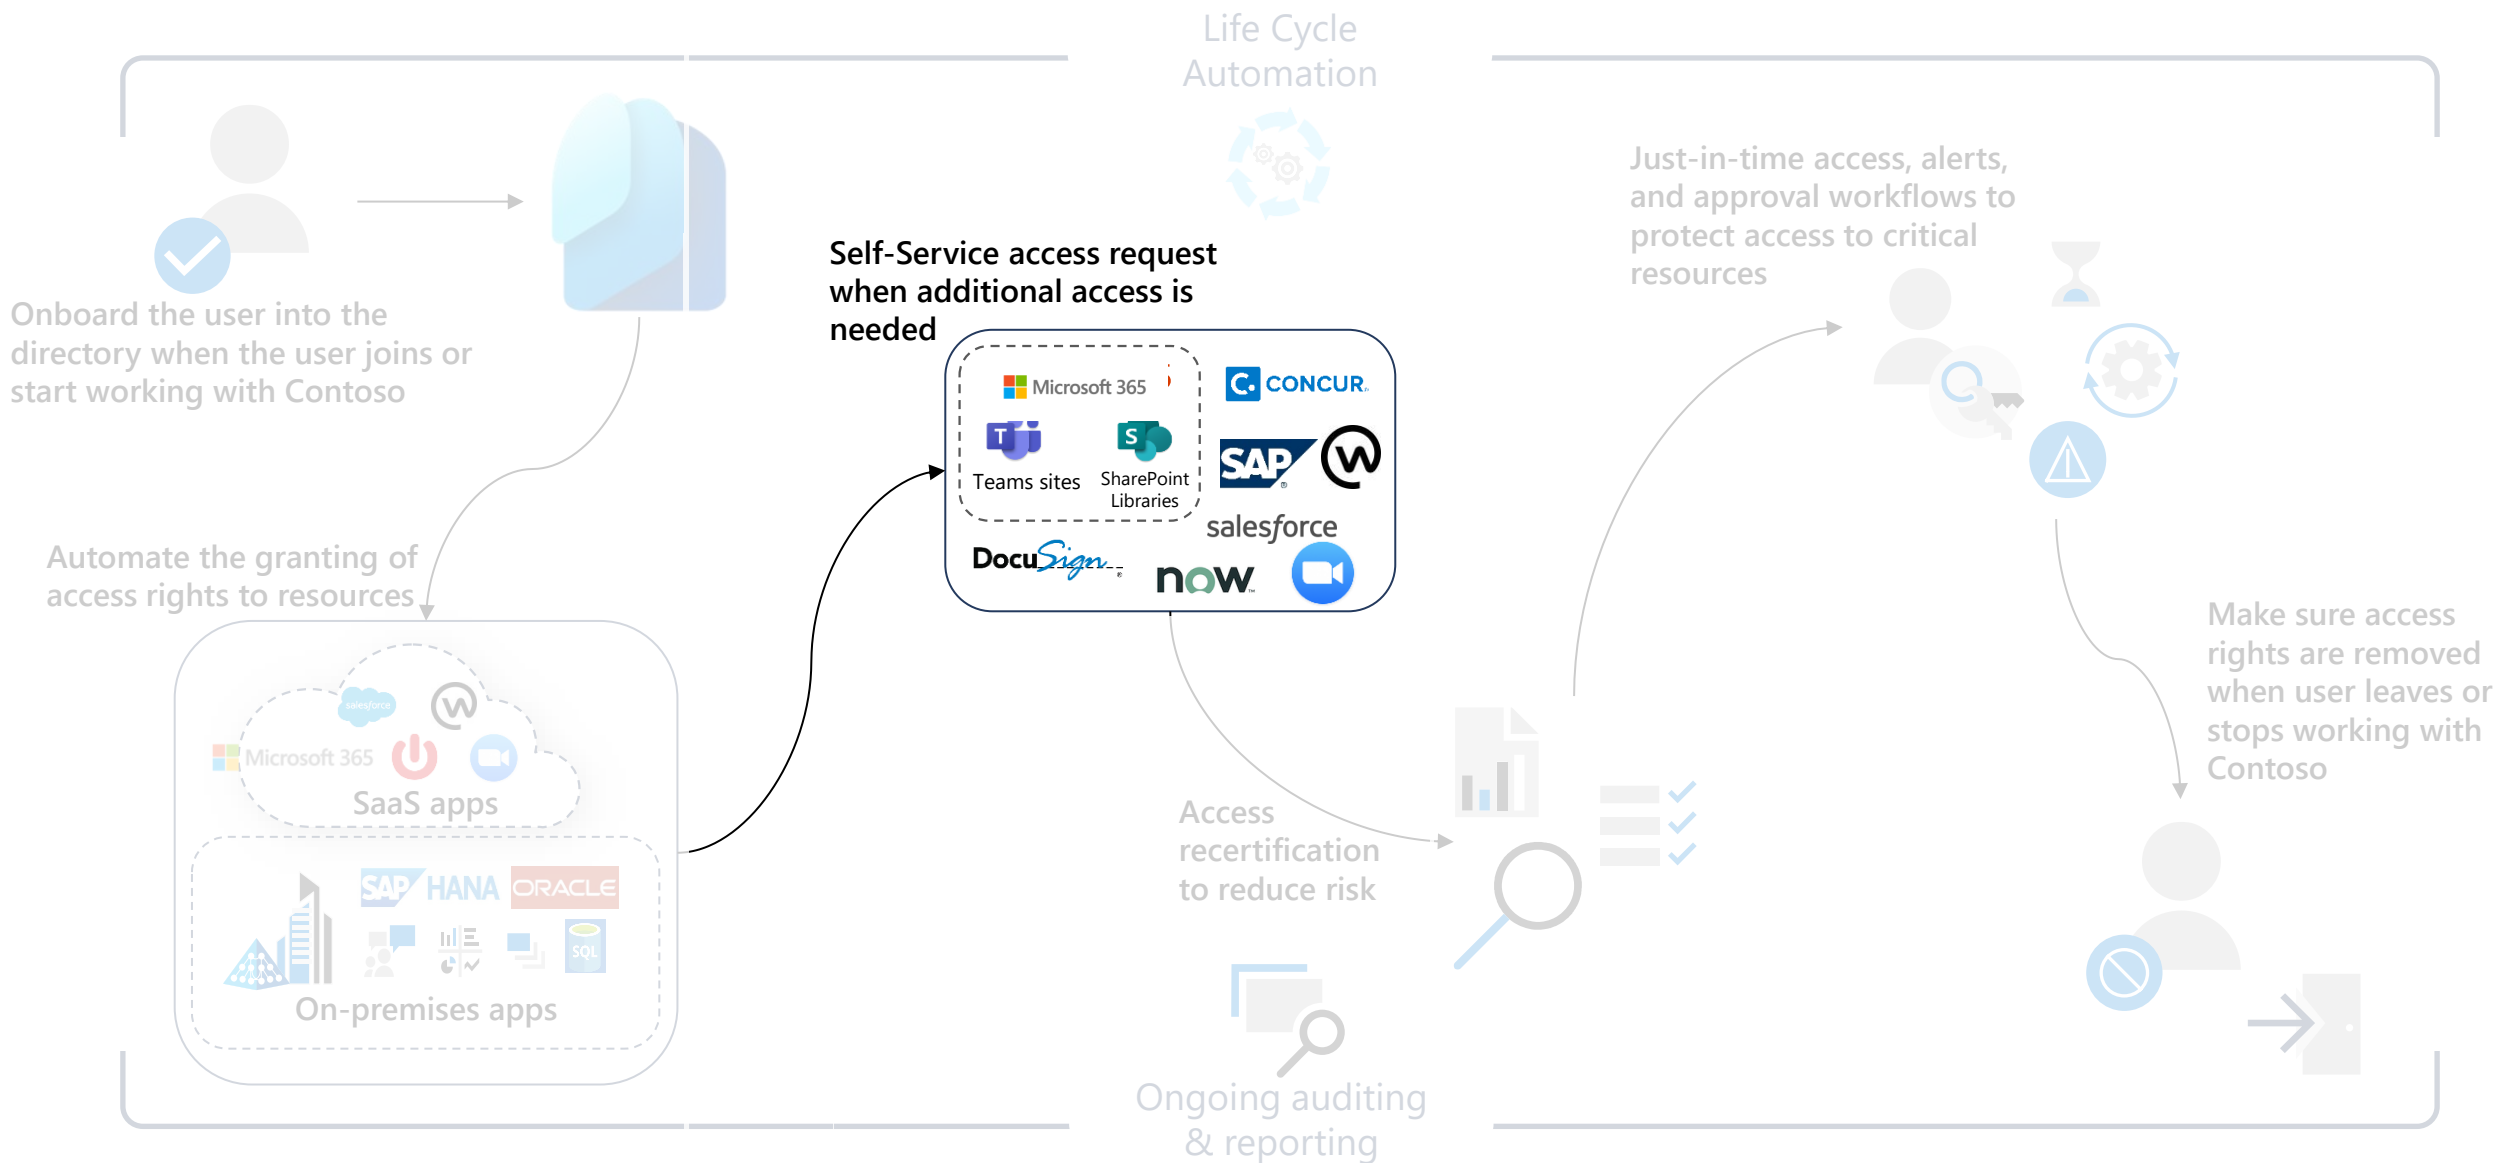 Life Cycle
Automation
Onboard the user into the
directory when the user joins or
start working with Contoso
Automate the granting of
access rights to resources
salesforce
Microsoft 365
SaaS apps
SAP HANA
ORACLE
SQL
On-premises apps
Self-Service access request
when additional access is
needed
Microsoft 365
T
Teams sites
S
SharePoint
Libraries
C. CONCUR
SAP
®
W
salesforce
DocuSign
®
now
™
Access
recertification
to reduce risk
Ongoing auditing
& reporting
Just-in-time access, alerts,
and approval workflows to
protect access to critical
resources
Make sure access
rights are removed
when user leaves or
stops working with
Contoso